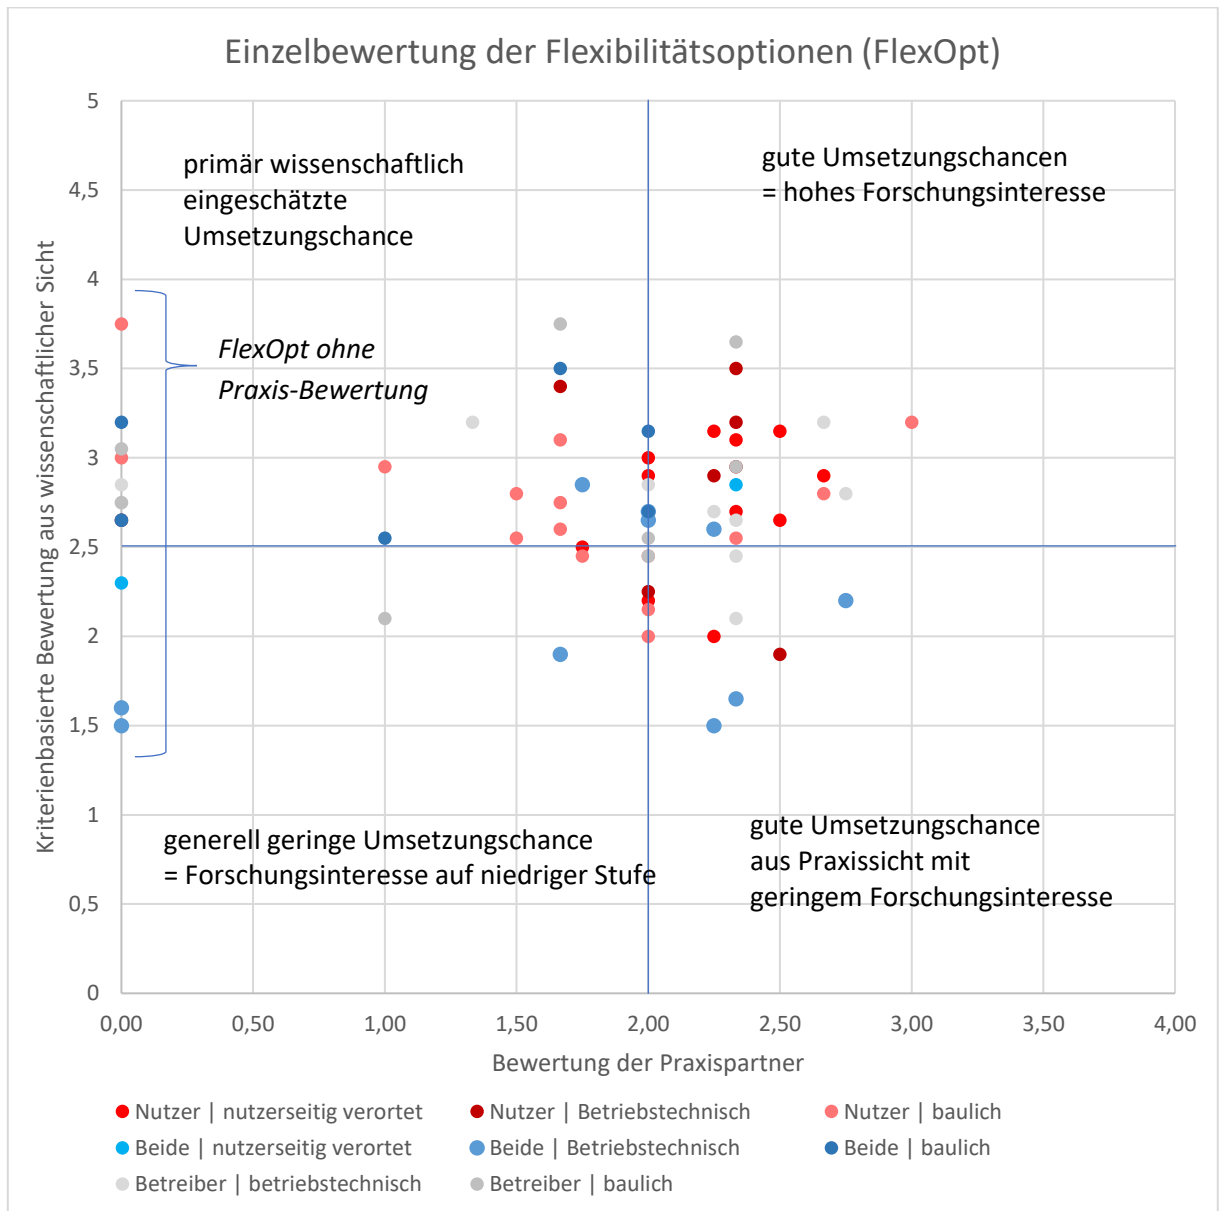 Einzelbewertung der Flexibilitätsoptionen (FlexOpt)
Kriterienbasierte Bewertung aus wissenschaftlicher Sicht
5
4,5
4
3,5
3
2,5
2
1,5
1
0,5
0
primär wissenschaftlich
eingeschätzte
Umsetzungschance
gute Umsetzungschancen
= hohes Forschungsinteresse
FlexOpt ohne
Praxis-Bewertung
generell geringe Umsetzungschance
= Forschungsinteresse auf niedriger Stufe
gute Umsetzungschance
aus Praxissicht mit
geringem Forschungsinteresse
0,00 0,50 1,00 1,50 2,00 2,50 3,00 3,50 4,00
Bewertung der Praxispartner
Nutzer | nutzerseitig verortet Nutzer | Betriebstechnisch Nutzer | baulich
Beide | nutzerseitig verortet Beide | Betriebstechnisch Beide | baulich
Betreiber | betriebstechnisch Betreiber | baulich